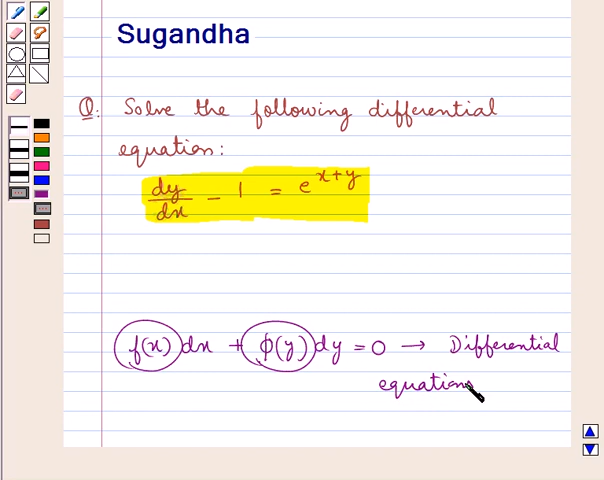 Sugandha
Q. Solve the following differential
equation:
dy/dx - 1 = e^{x+y}
f(x)dx + φ(y)dy = 0 → Differential
equation